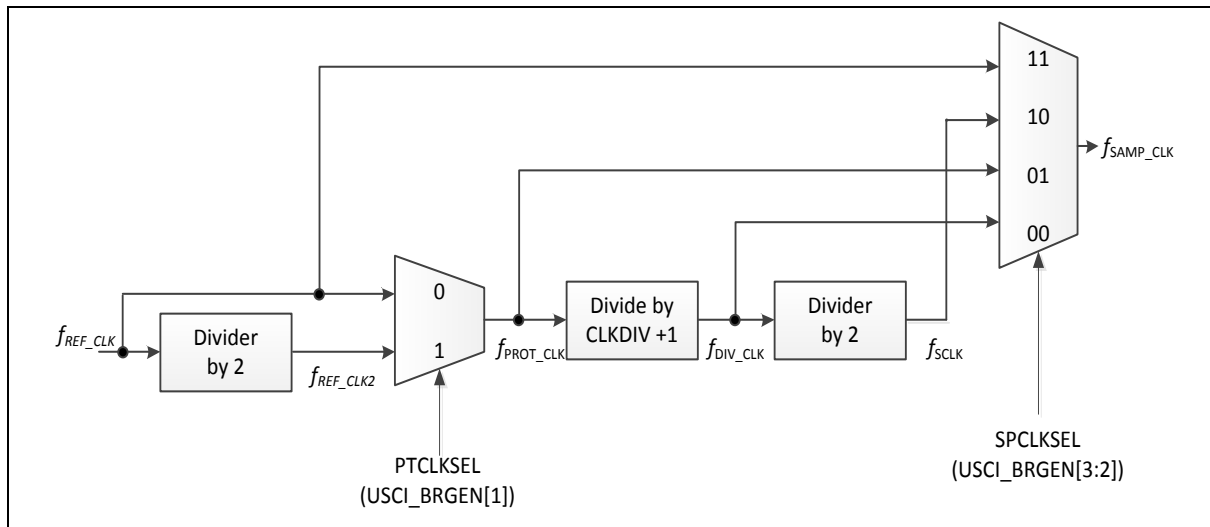 11
10
f_SAMP_CLK
01
00
0
Divider
by 2
f_REF_CLK
f_REF_CLK2
1
f_PROT_CLK
Divide by
CLKDIV +1
f_DIV_CLK
Divider
by 2
f_SCLK
PTCLKSEL
(USCI_BRGEN[1])
SPCLKSEL
(USCI_BRGEN[3:2])